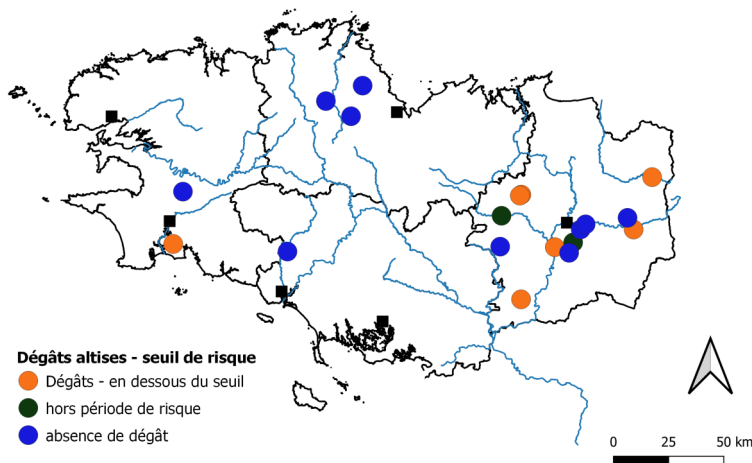 Dégâts altises - seuil de risque
Dégâts - en dessous du seuil
hors période de risque
absence de dégât
0 25 50 km